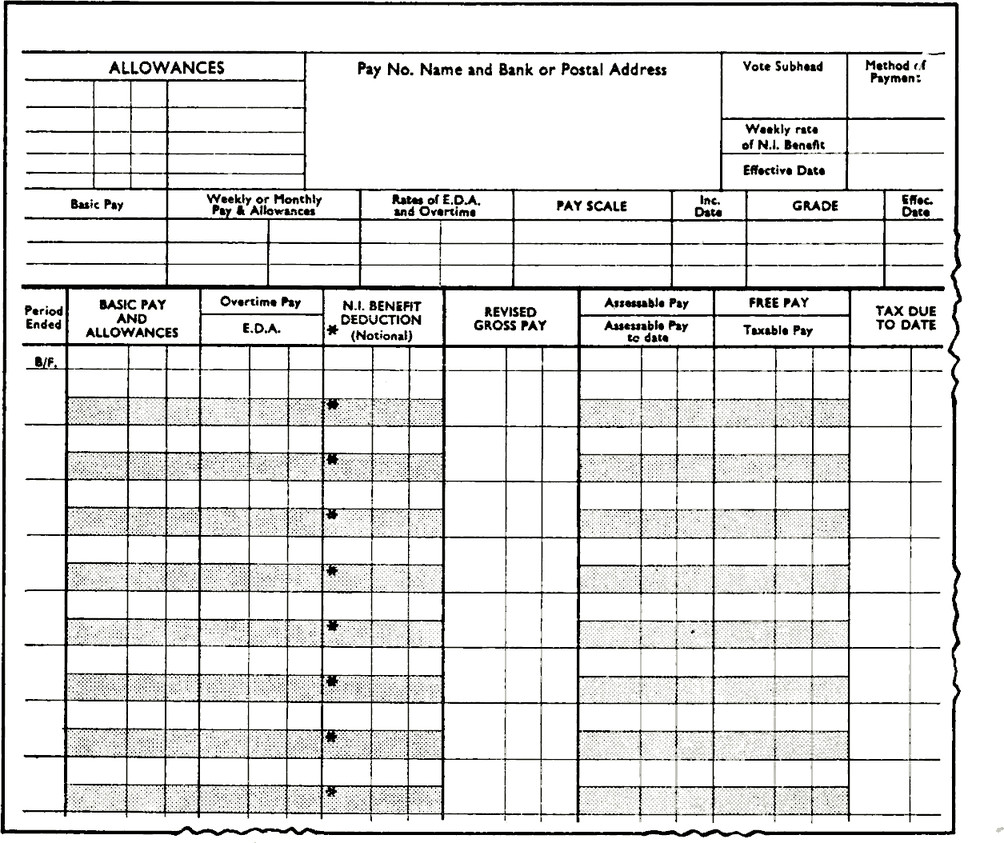 ALLOWANCES
Pay No. Name and Bank or Postal Address
Vote Subhead
Method of
Payment
Weekly rate
of N.I. Benefit
Effective Date
Basic Pay
Weekly or Monthly
Pay & Allowances
Rates of E.D.A.
and Overtime
PAY SCALE
Inc.
Date
GRADE
Effec.
Date
Period
Ended
BASIC PAY
AND
ALLOWANCES
Overtime Pay
E.D.A.
N.I. BENEFIT
* DEDUCTION
(Notional)
REVISED
GROSS PAY
Assessable Pay
Assessable Pay
to date
FREE PAY
Taxable Pay
TAX DUE
TO DATE
B/F.
*
*
*
*
*
*
*
*